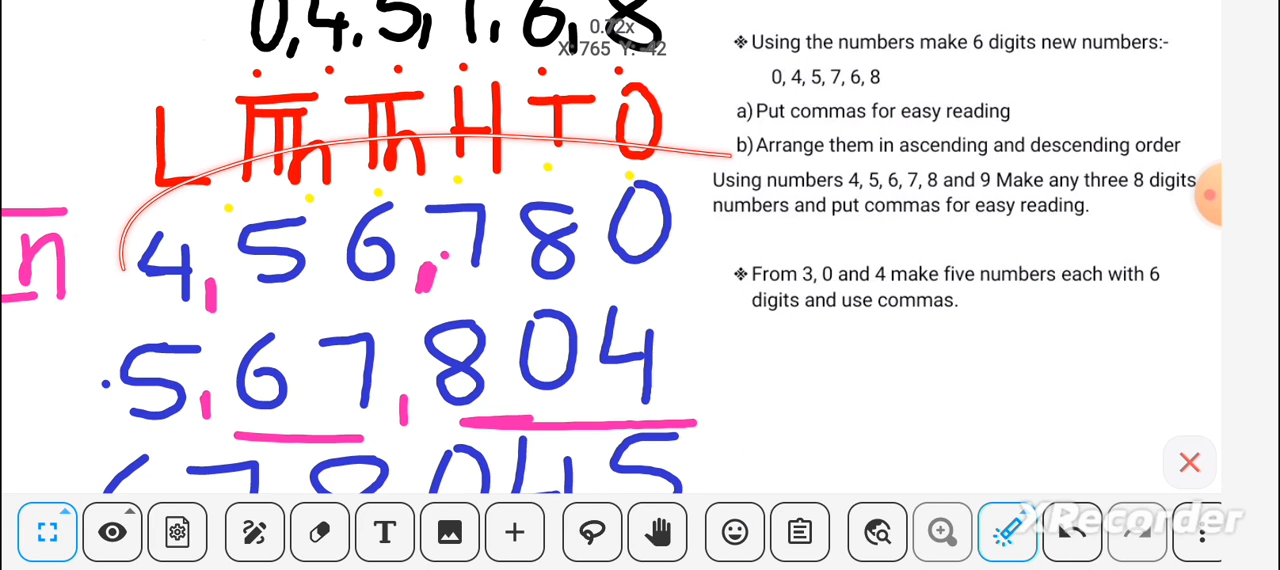 0, 4, 5, 7, 6, 8
0.72x
X: 765 Y: -42
L TTh Th H T O
n
4,56,780
5,67,804
678045
❖ Using the numbers make 6 digits new numbers:-
0, 4, 5, 7, 6, 8
a) Put commas for easy reading
b) Arrange them in ascending and descending order
Using numbers 4, 5, 6, 7, 8 and 9 Make any three 8 digits
numbers and put commas for easy reading.
❖ From 3, 0 and 4 make five numbers each with 6
digits and use commas.
T
XRecorder